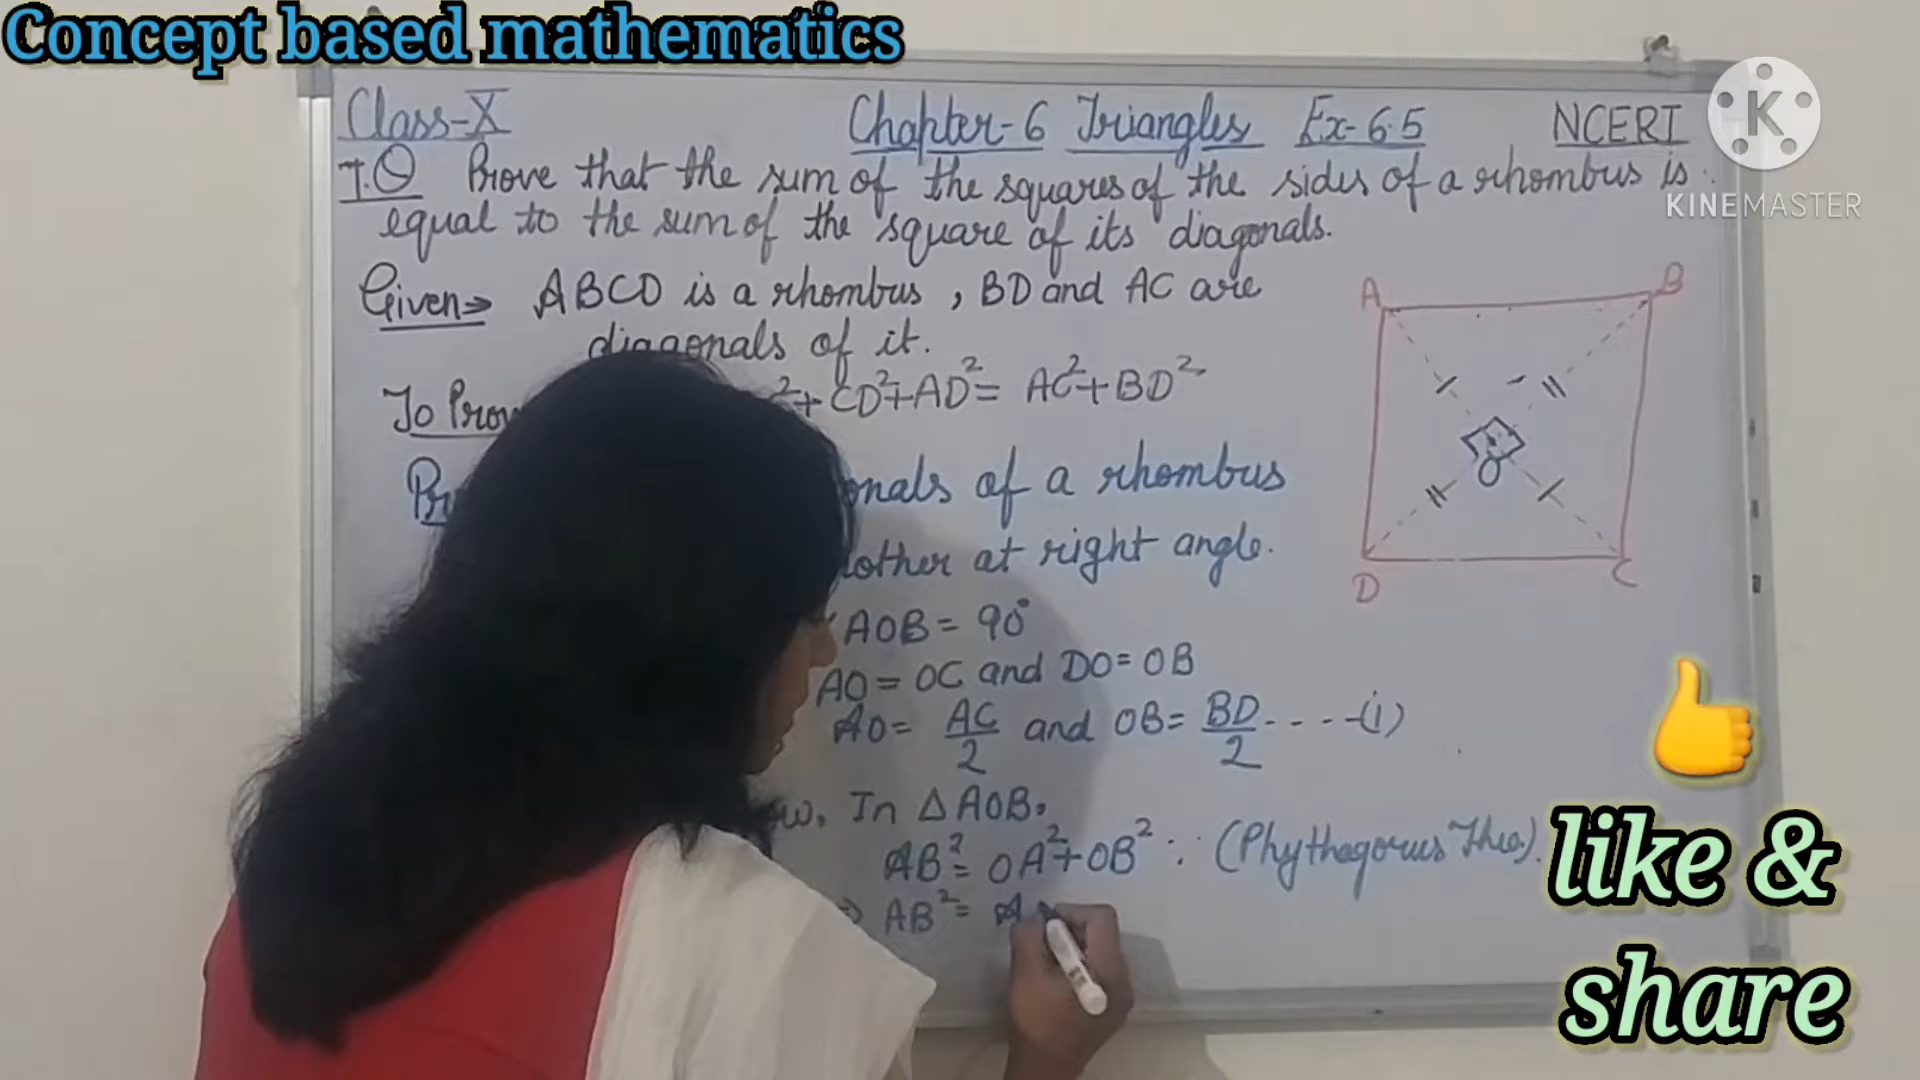 Concept based mathematics
Class-X Chapter-6 Triangles Ex-6.5 NCERT
7.Q Prove that the sum of the squares of the sides of a rhombus is
equal to the sum of the square of its diagonals.
Given⇒ ABCD is a rhombus, BD and AC are
diagonals of it.
²+CD²+AD²= AC²+BD²
of a rhombus
at right angle.
AOB = 90°
AO = OC and DO = OB
AO = AC/2 and OB = BD/2 - - - -(i)
In △AOB,
AB²= OA²+OB² ∵ (Phythagorus Theo).
⇒ AB²=
A
B
O
D
C
K
KINEMASTER
like &
share